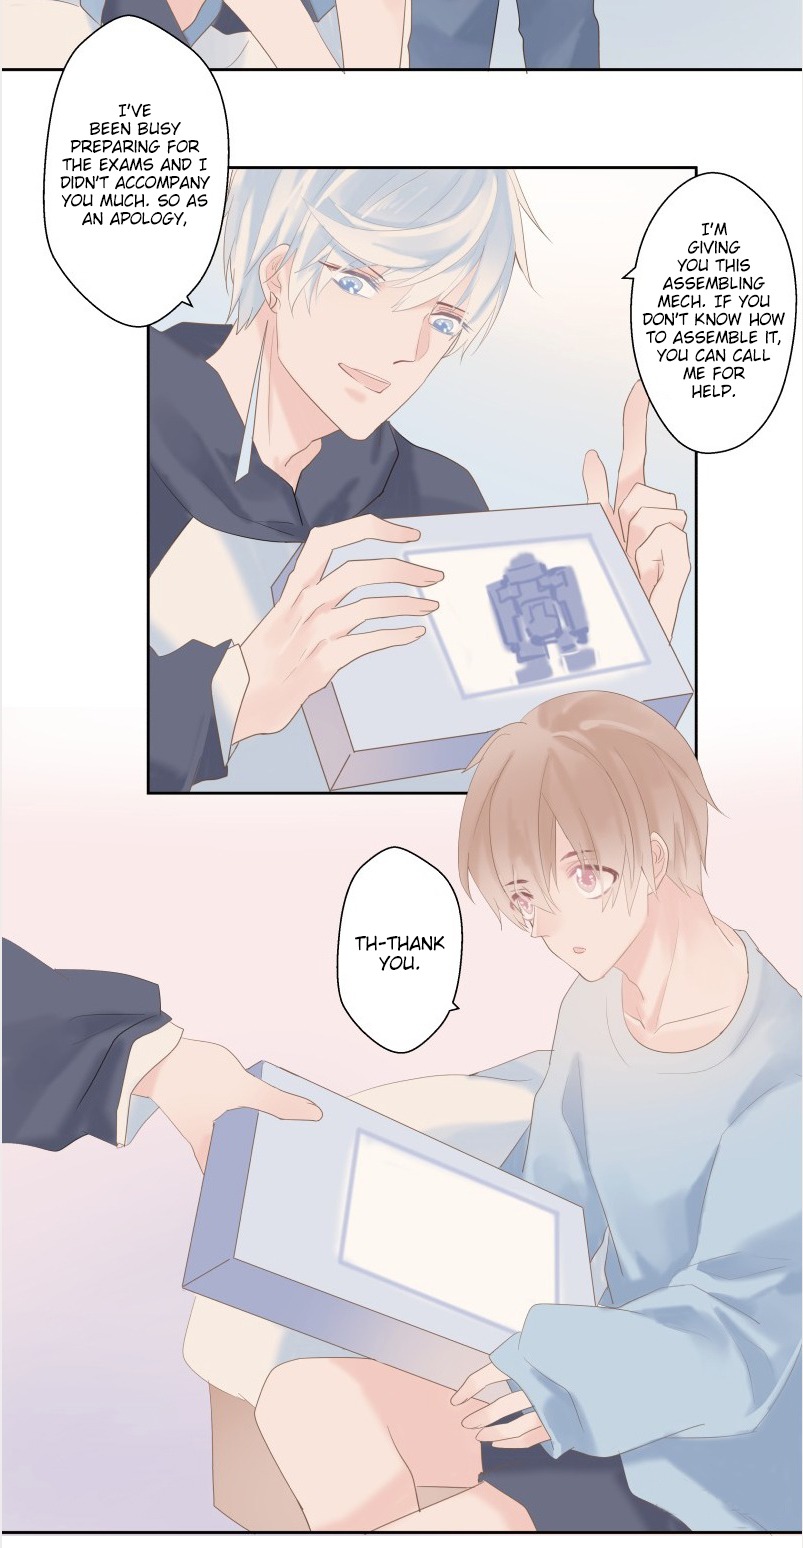 I'VE
BEEN BUSY
PREPARING FOR
THE EXAMS AND I
DIDN'T ACCOMPANY
YOU MUCH. SO AS
AN APOLOGY,
I'M
GIVING
YOU THIS
ASSEMBLING
MECH. IF YOU
DON'T KNOW HOW
TO ASSEMBLE IT,
YOU CAN CALL
ME FOR
HELP.
TH-THANK
YOU.